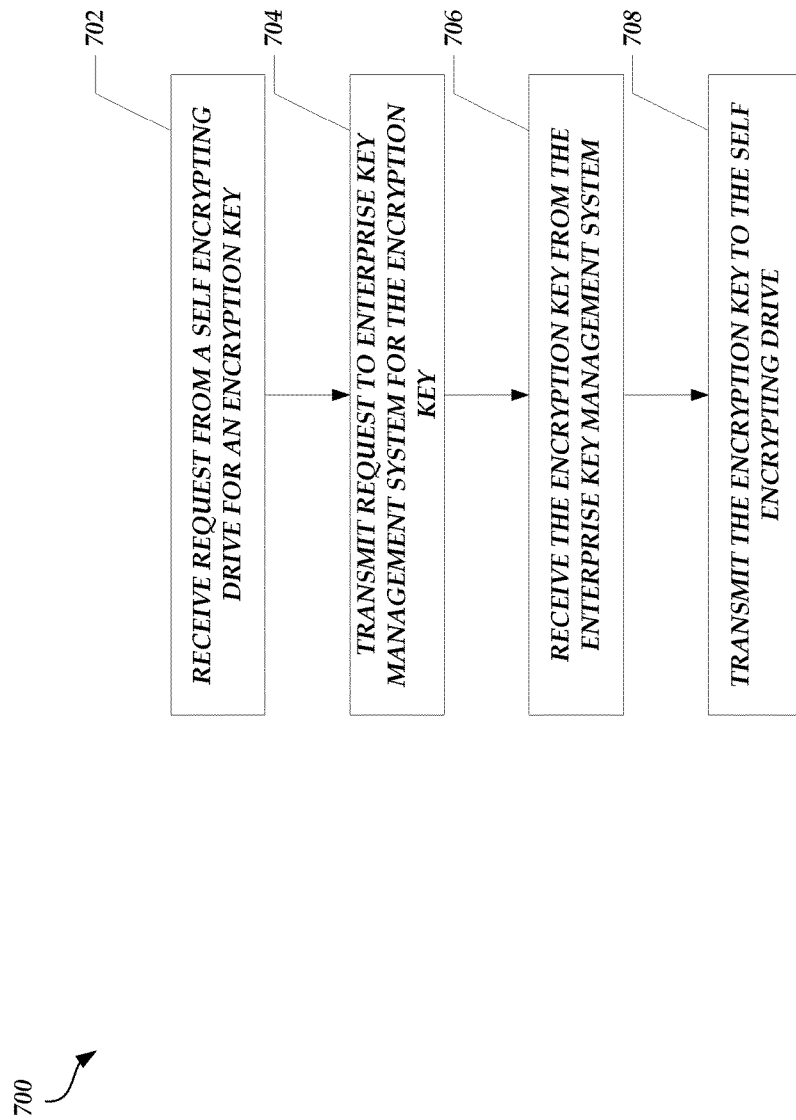 700
702
RECEIVE REQUEST FROM A SELF ENCRYPTING
DRIVE FOR AN ENCRYPTION KEY
704
TRANSMIT REQUEST TO ENTERPRISE KEY
MANAGEMENT SYSTEM FOR THE ENCRYPTION
KEY
706
RECEIVE THE ENCRYPTION KEY FROM THE
ENTERPRISE KEY MANAGEMENT SYSTEM
708
TRANSMIT THE ENCRYPTION KEY TO THE SELF
ENCRYPTING DRIVE